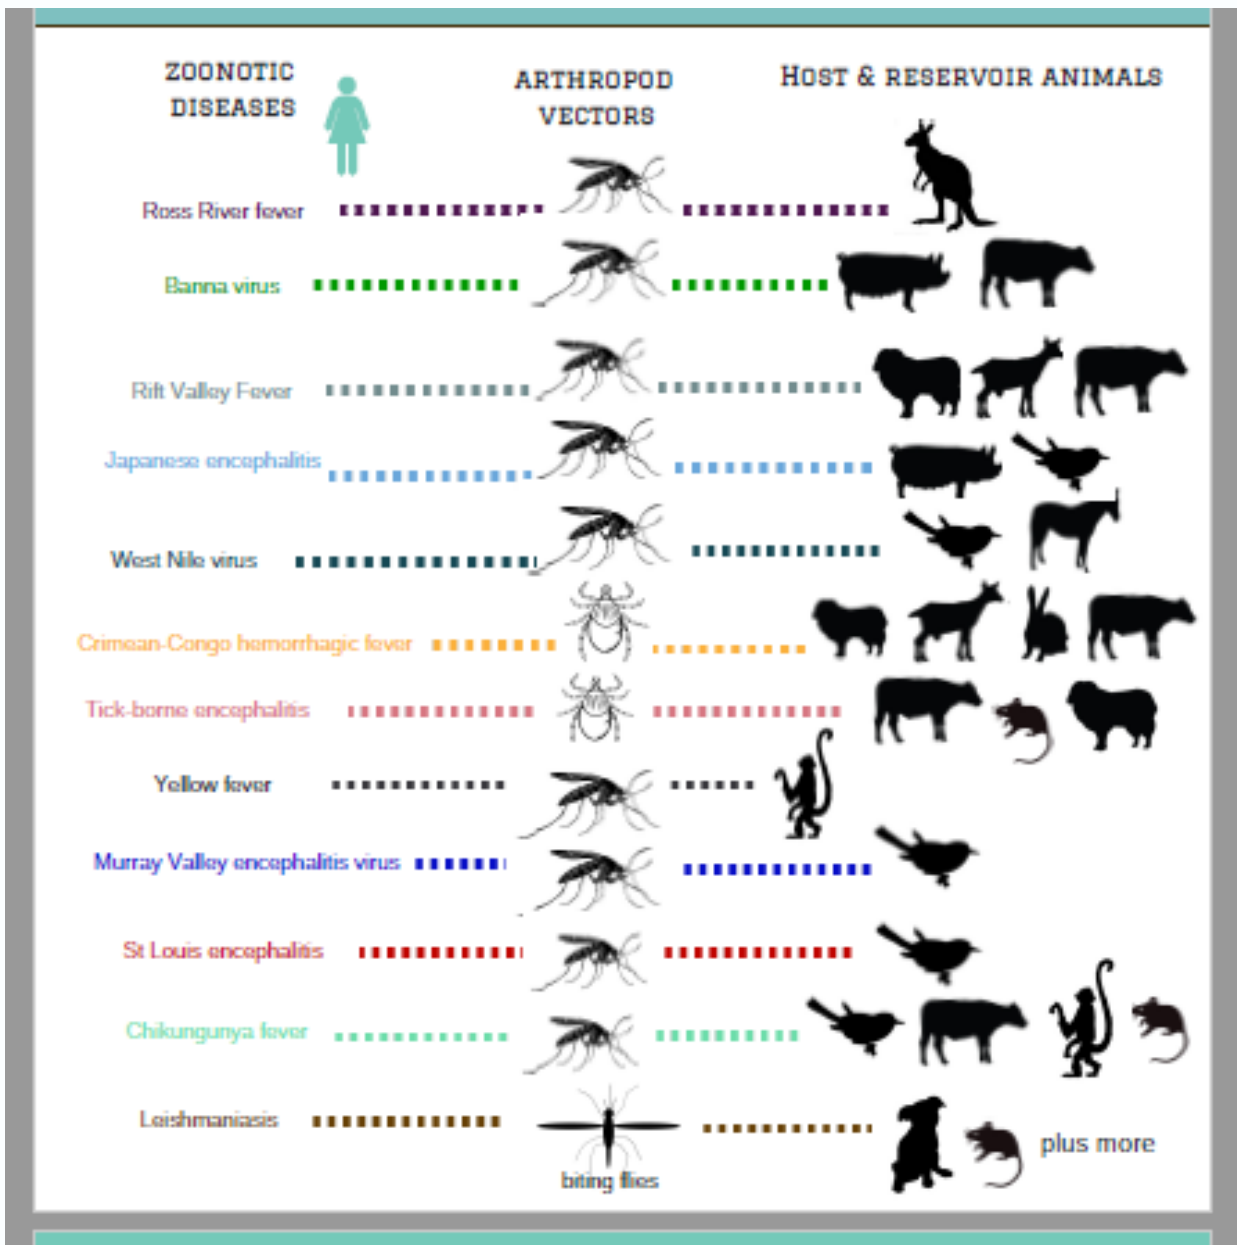 ZOONOTIC
DISEASES
ARTHROPOD
VECTORS
HOST & RESERVOIR ANIMALS
Ross River fever
Banna virus
Rift Valley Fever
Japanese encephalitis
West Nile virus
Crimean-Congo hemorrhagic fever
Tick-borne encephalitis
Yellow fever
Murray Valley encephalitis virus
St Louis encephalitis
Chikungunya fever
Leishmaniasis
plus more
biting flies